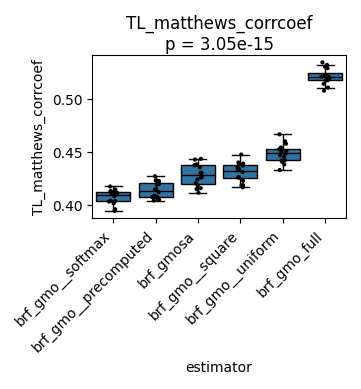 TL_matthews_corrcoef
p = 3.05e-15
TL_matthews_corrcoef
0.50
0.45
0.40
brf_gmo__softmax
brf_gmo__precomputed
brf_gmosa
brf_gmo__square
brf_gmo__uniform
brf_gmo_full
estimator